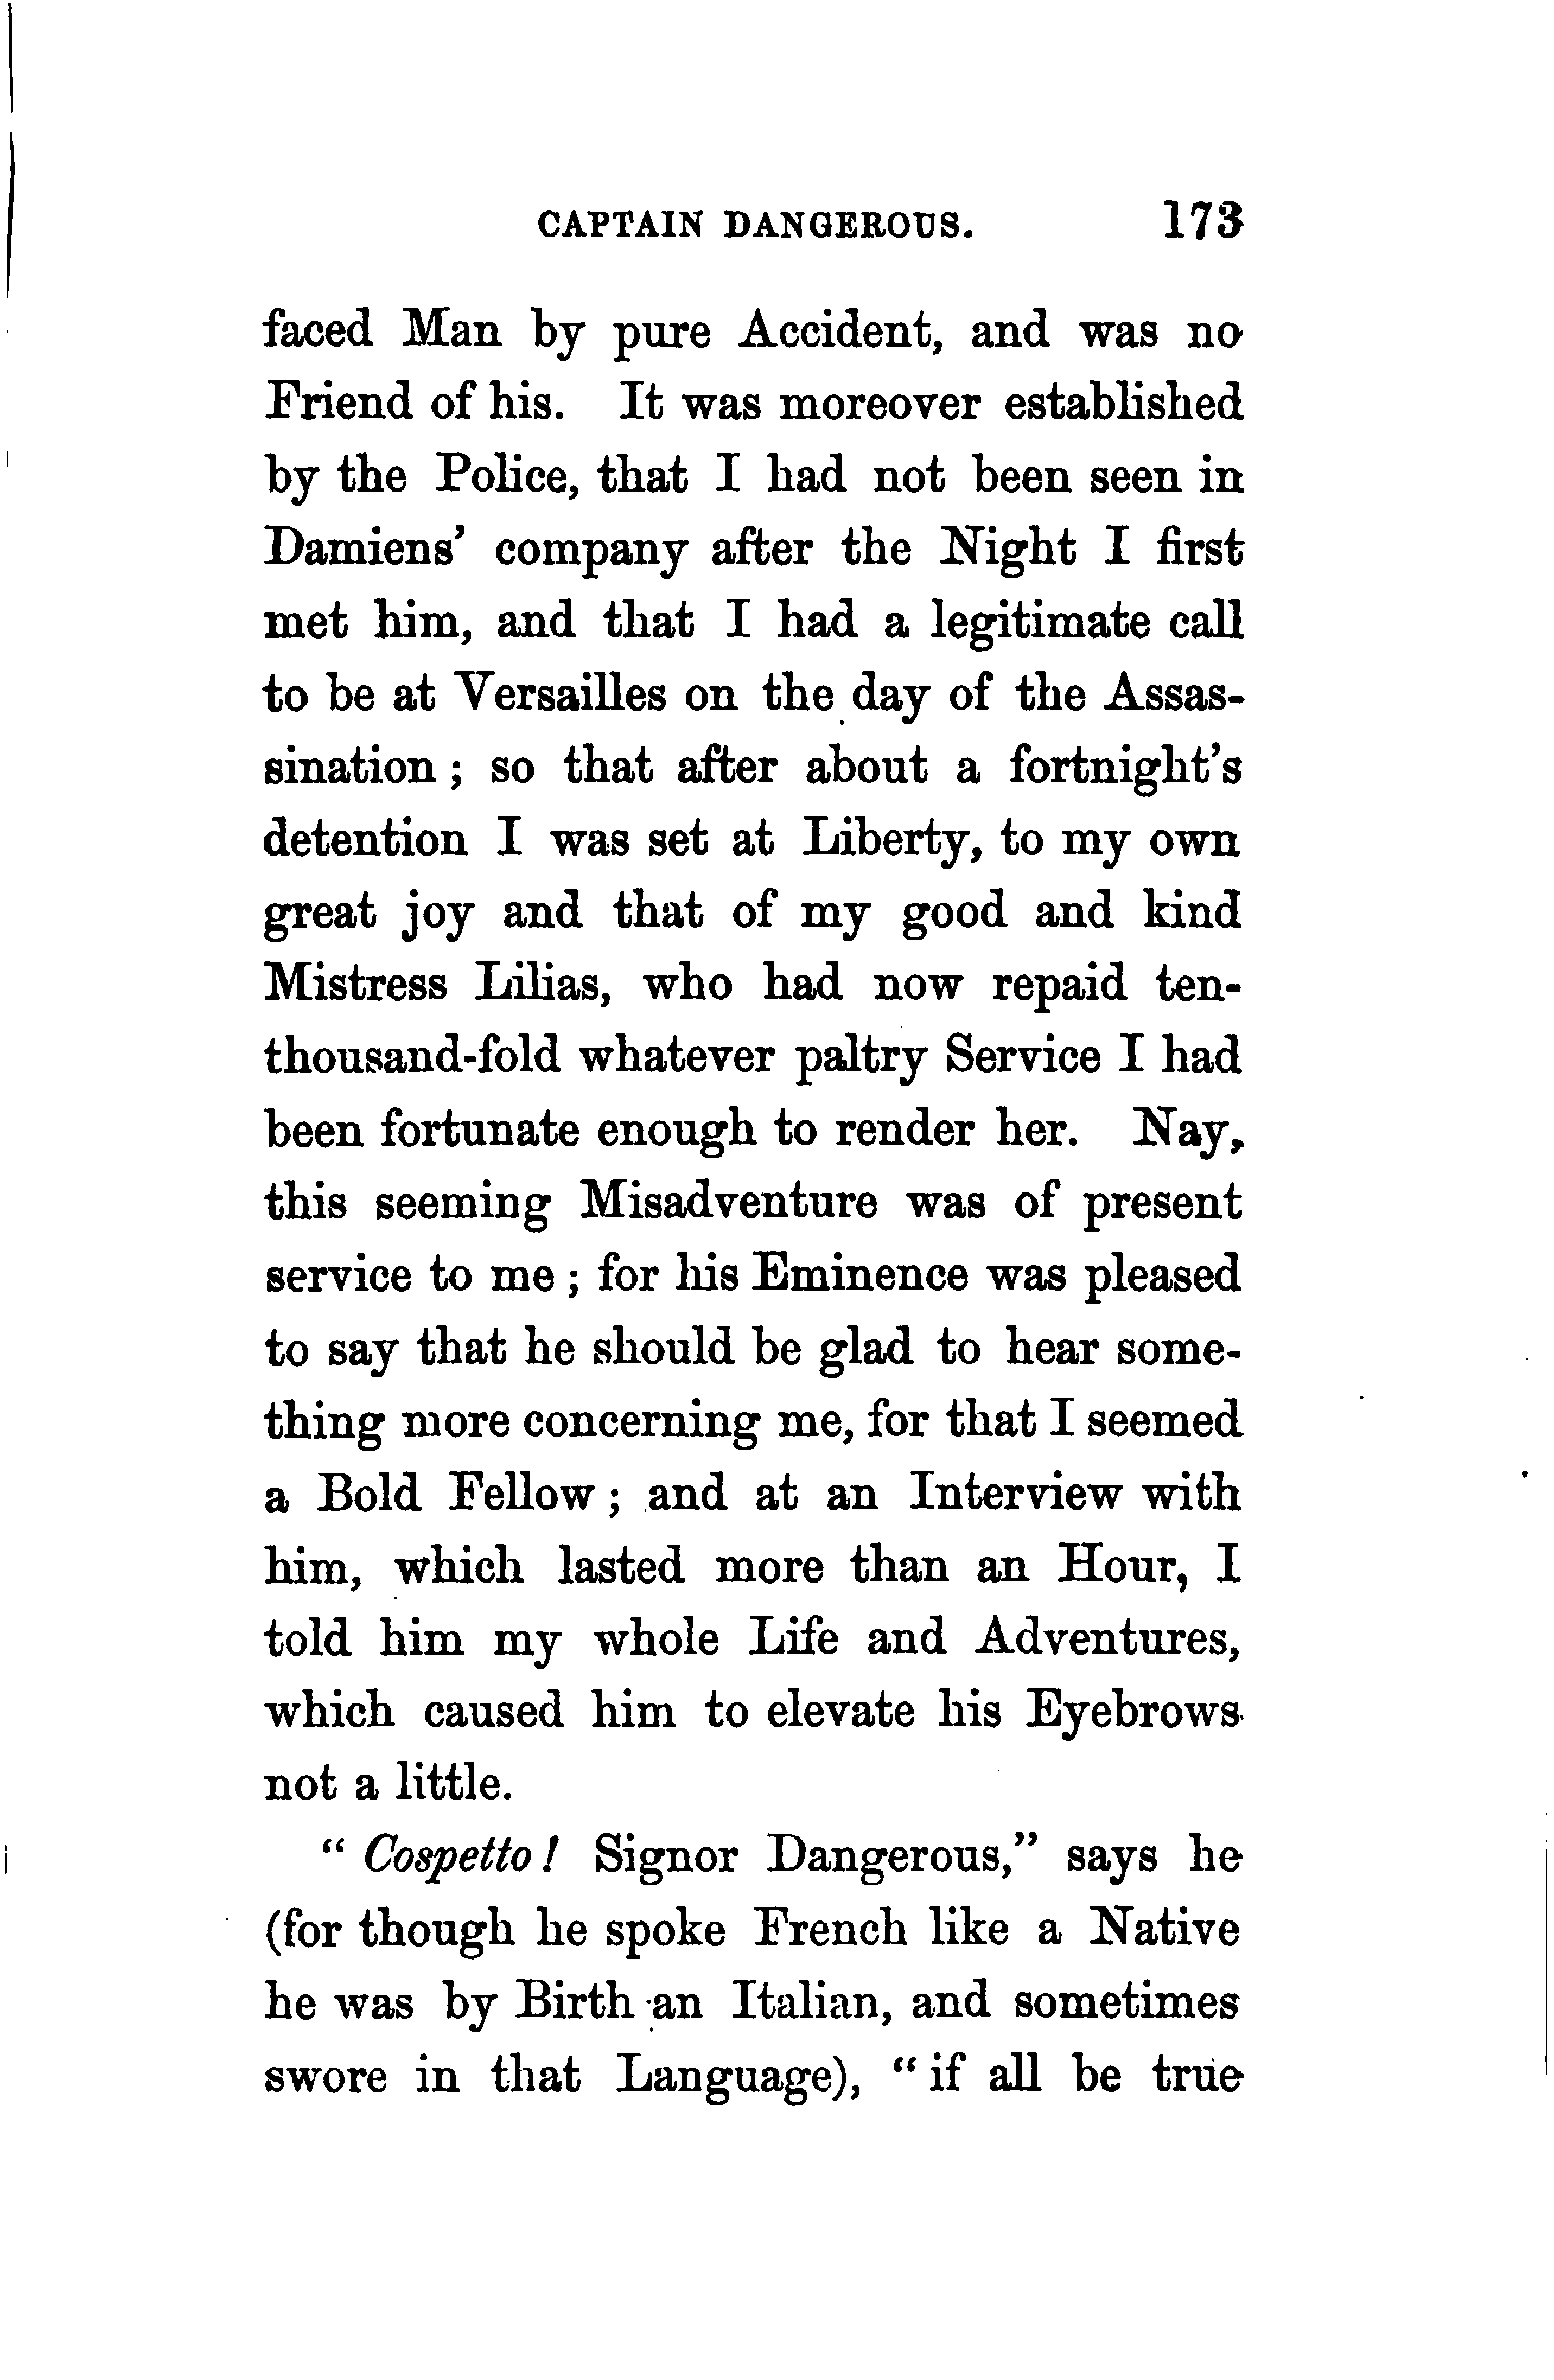 CAPTAIN DANGEROUS. 173
faced Man by pure Accident, and was no
Friend of his. It was moreover established
by the Police, that I had not been seen in
Damiens' company after the Night I first
met him, and that I had a legitimate call
to be at Versailles on the day of the Assas-
sination; so that after about a fortnight's
detention I was set at Liberty, to my own
great joy and that of my good and kind
Mistress Lilias, who had now repaid ten-
thousand-fold whatever paltry Service I had
been fortunate enough to render her. Nay,
this seeming Misadventure was of present
service to me; for his Eminence was pleased
to say that he should be glad to hear some-
thing more concerning me, for that I seemed
a Bold Fellow; and at an Interview with
him, which lasted more than an Hour, I
told him my whole Life and Adventures,
which caused him to elevate his Eyebrows
not a little.
"Cospetto! Signor Dangerous," says he
(for though he spoke French like a Native
he was by Birth an Italian, and sometimes
swore in that Language), "if all be true